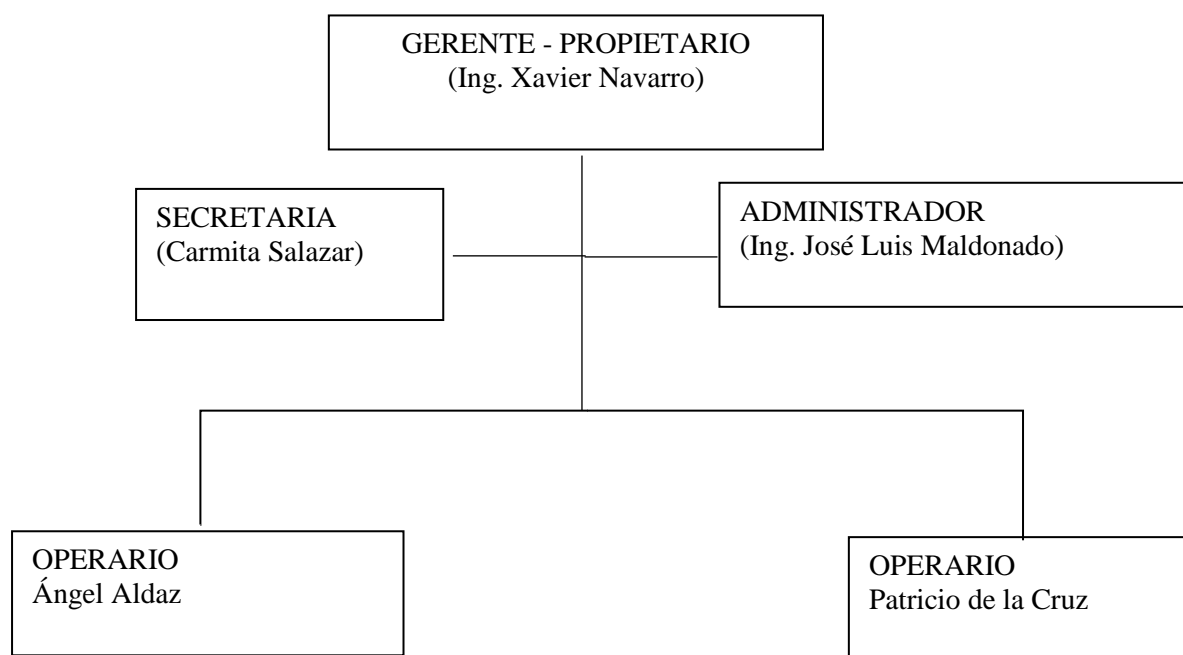 GERENTE - PROPIETARIO
(Ing. Xavier Navarro)
SECRETARIA
(Carmita Salazar)
ADMINISTRADOR
(Ing. José Luis Maldonado)
OPERARIO
Ángel Aldaz
OPERARIO
Patricio de la Cruz